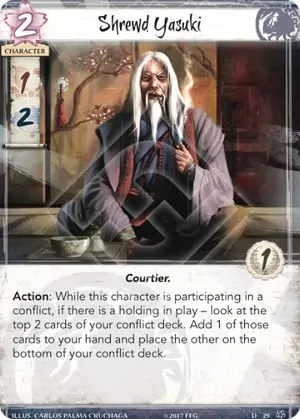 2
Shrewd Yasuki
CHARACTER
1
2
1
Courtier.
Action: While this character is participating in a
conflict, if there is a holding in play – look at the
top 2 cards of your conflict deck. Add 1 of those
cards to your hand and place the other on the
bottom of your conflict deck.
ILLUS. CARLOS PALMA CRUCHAGA ©2017 FFG D 29